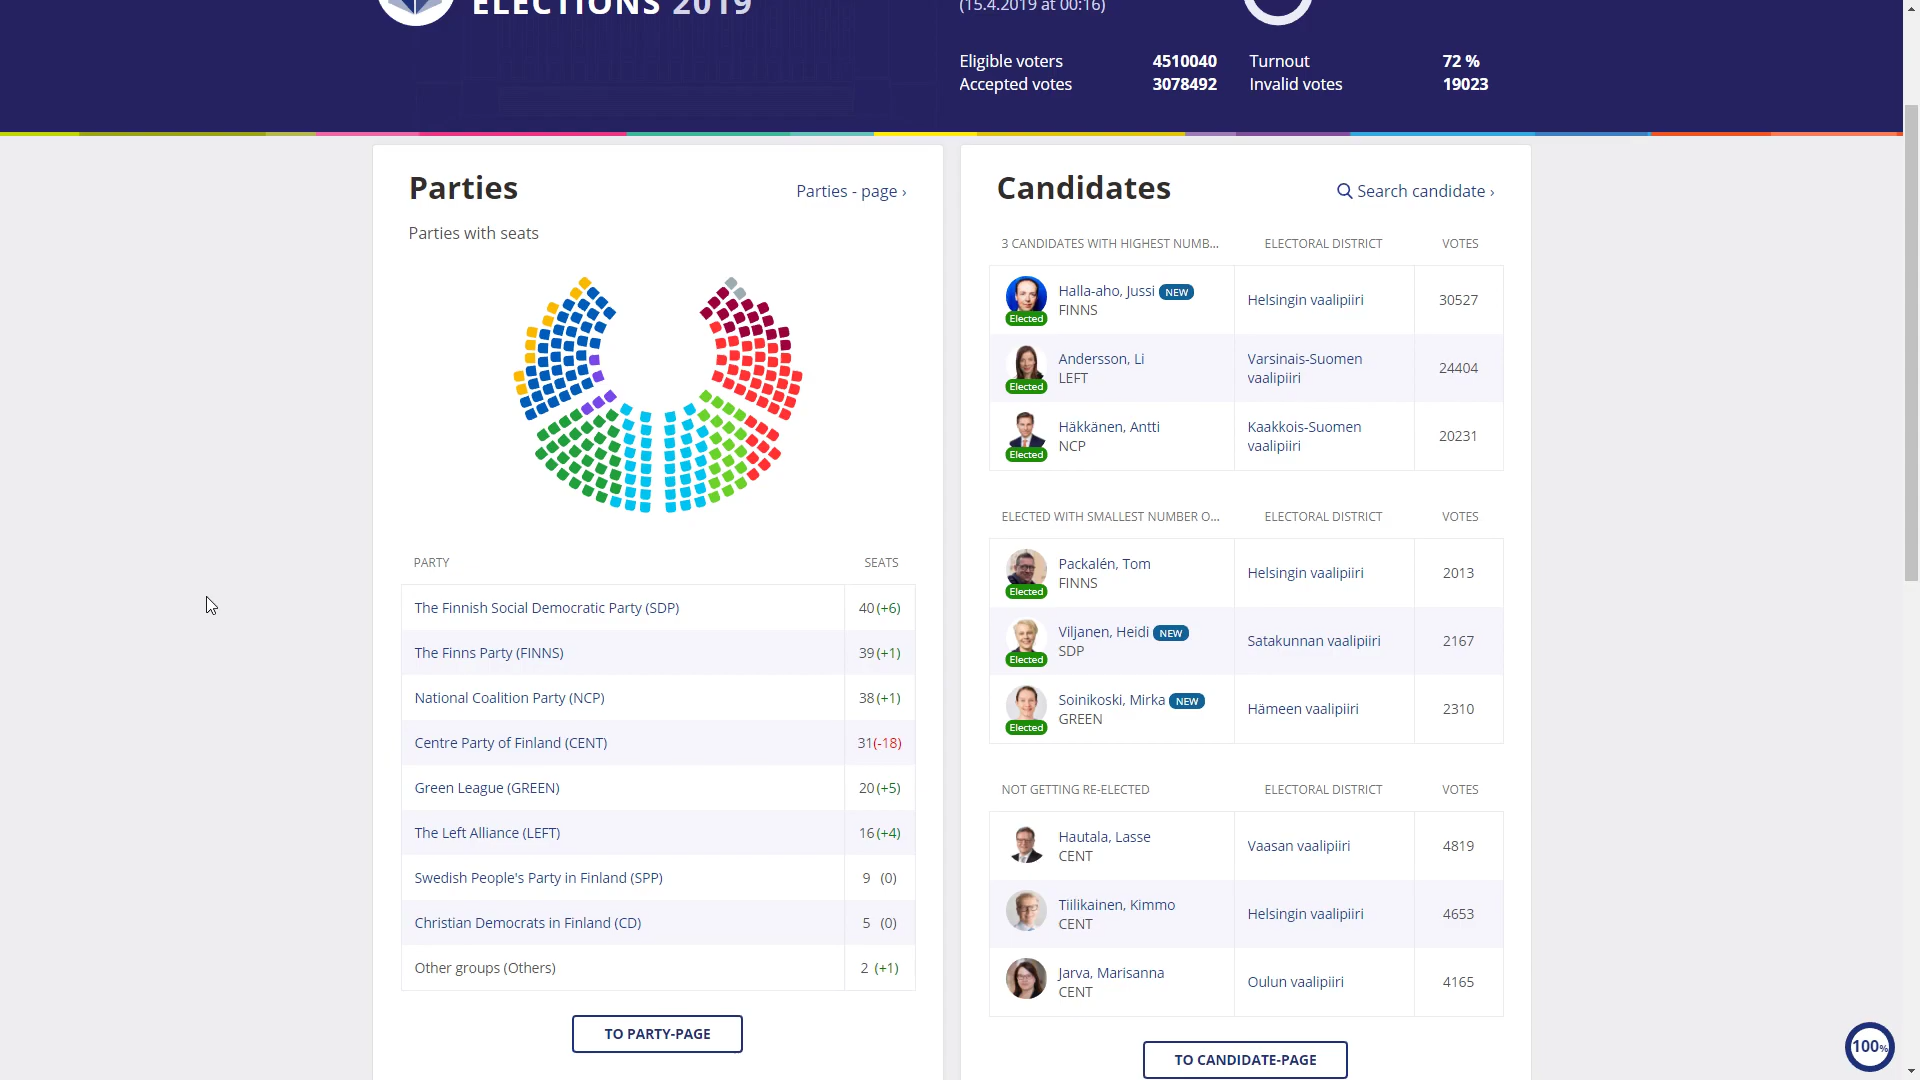 ELECTIONS 2019
(15.4.2019 at 00:16)
Eligible voters 4510040 Turnout 72 %
Accepted votes 3078492 Invalid votes 19023
Parties
Parties - page ›
Parties with seats
PARTY SEATS
The Finnish Social Democratic Party (SDP) 40 (+6)
The Finns Party (FINNS) 39 (+1)
National Coalition Party (NCP) 38 (+1)
Centre Party of Finland (CENT) 31 (-18)
Green League (GREEN) 20 (+5)
The Left Alliance (LEFT) 16 (+4)
Swedish People's Party in Finland (SPP) 9 (0)
Christian Democrats in Finland (CD) 5 (0)
Other groups (Others) 2 (+1)
TO PARTY-PAGE
Candidates
Search candidate ›
3 CANDIDATES WITH HIGHEST NUMB... ELECTORAL DISTRICT VOTES
Halla-aho, Jussi NEW
FINNS
Elected
Helsingin vaalipiiri
30527
Andersson, Li
LEFT
Elected
Varsinais-Suomen
vaalipiiri
24404
Häkkänen, Antti
NCP
Elected
Kaakkois-Suomen
vaalipiiri
20231
ELECTED WITH SMALLEST NUMBER O... ELECTORAL DISTRICT VOTES
Packalén, Tom
FINNS
Elected
Helsingin vaalipiiri
2013
Viljanen, Heidi NEW
SDP
Elected
Satakunnan vaalipiiri
2167
Soinikoski, Mirka NEW
GREEN
Elected
Hämeen vaalipiiri
2310
NOT GETTING RE-ELECTED ELECTORAL DISTRICT VOTES
Hautala, Lasse
CENT
Vaasan vaalipiiri
4819
Tiilikainen, Kimmo
CENT
Helsingin vaalipiiri
4653
Jarva, Marisanna
CENT
Oulun vaalipiiri
4165
TO CANDIDATE-PAGE
100%